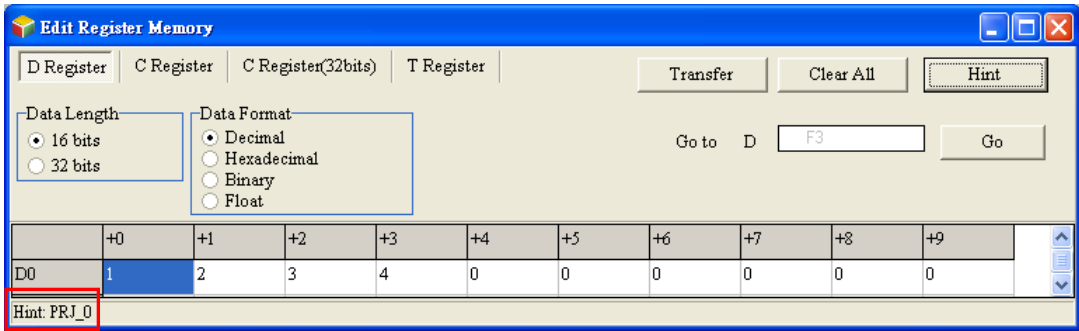 Edit Register Memory
D Register C Register C Register(32bits) T Register Transfer Clear All Hint
Data Length Data Format
16 bits Decimal Go to D F3 Go
32 bits Hexadecimal
Binary
Float
+0 +1 +2 +3 +4 +5 +6 +7 +8 +9
D0 1 2 3 4 0 0 0 0 0 0
Hint: PRJ_0